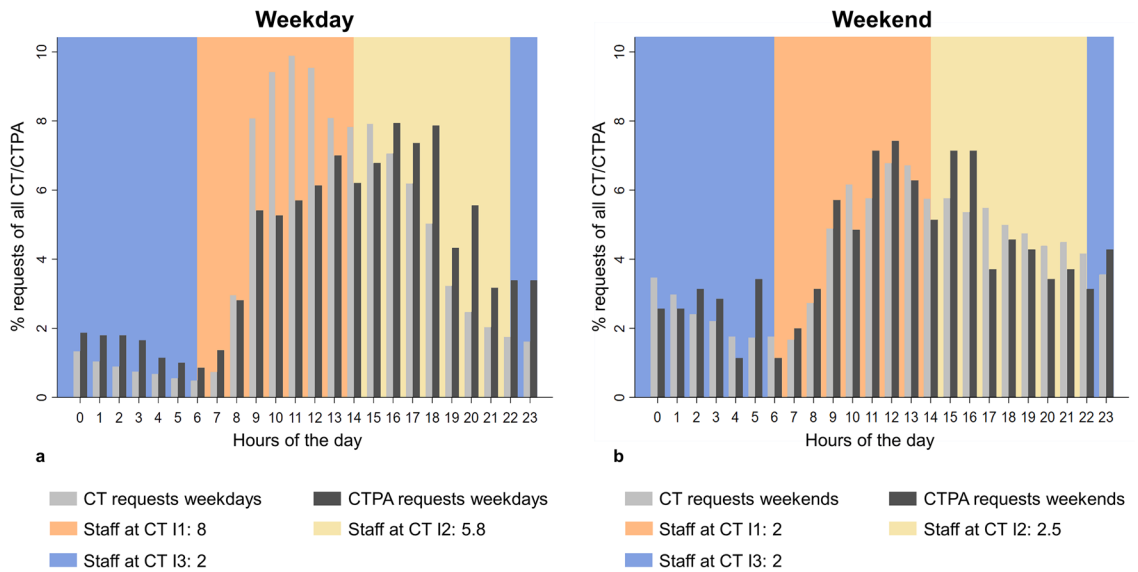 Weekday
Weekend
% requests of all CT/CTPA
10
8
6
4
2
0
0 1 2 3 4 5 6 7 8 9 10 11 12 13 14 15 16 17 18 19 20 21 22 23
Hours of the day
a
% requests of all CT/CTPA
10
8
6
4
2
0
0 1 2 3 4 5 6 7 8 9 10 11 12 13 14 15 16 17 18 19 20 21 22 23
Hours of the day
b
CT requests weekdays
CTPA requests weekdays
Staff at CT I1: 8
Staff at CT I2: 5.8
Staff at CT I3: 2
CT requests weekends
CTPA requests weekends
Staff at CT I1: 2
Staff at CT I2: 2.5
Staff at CT I3: 2